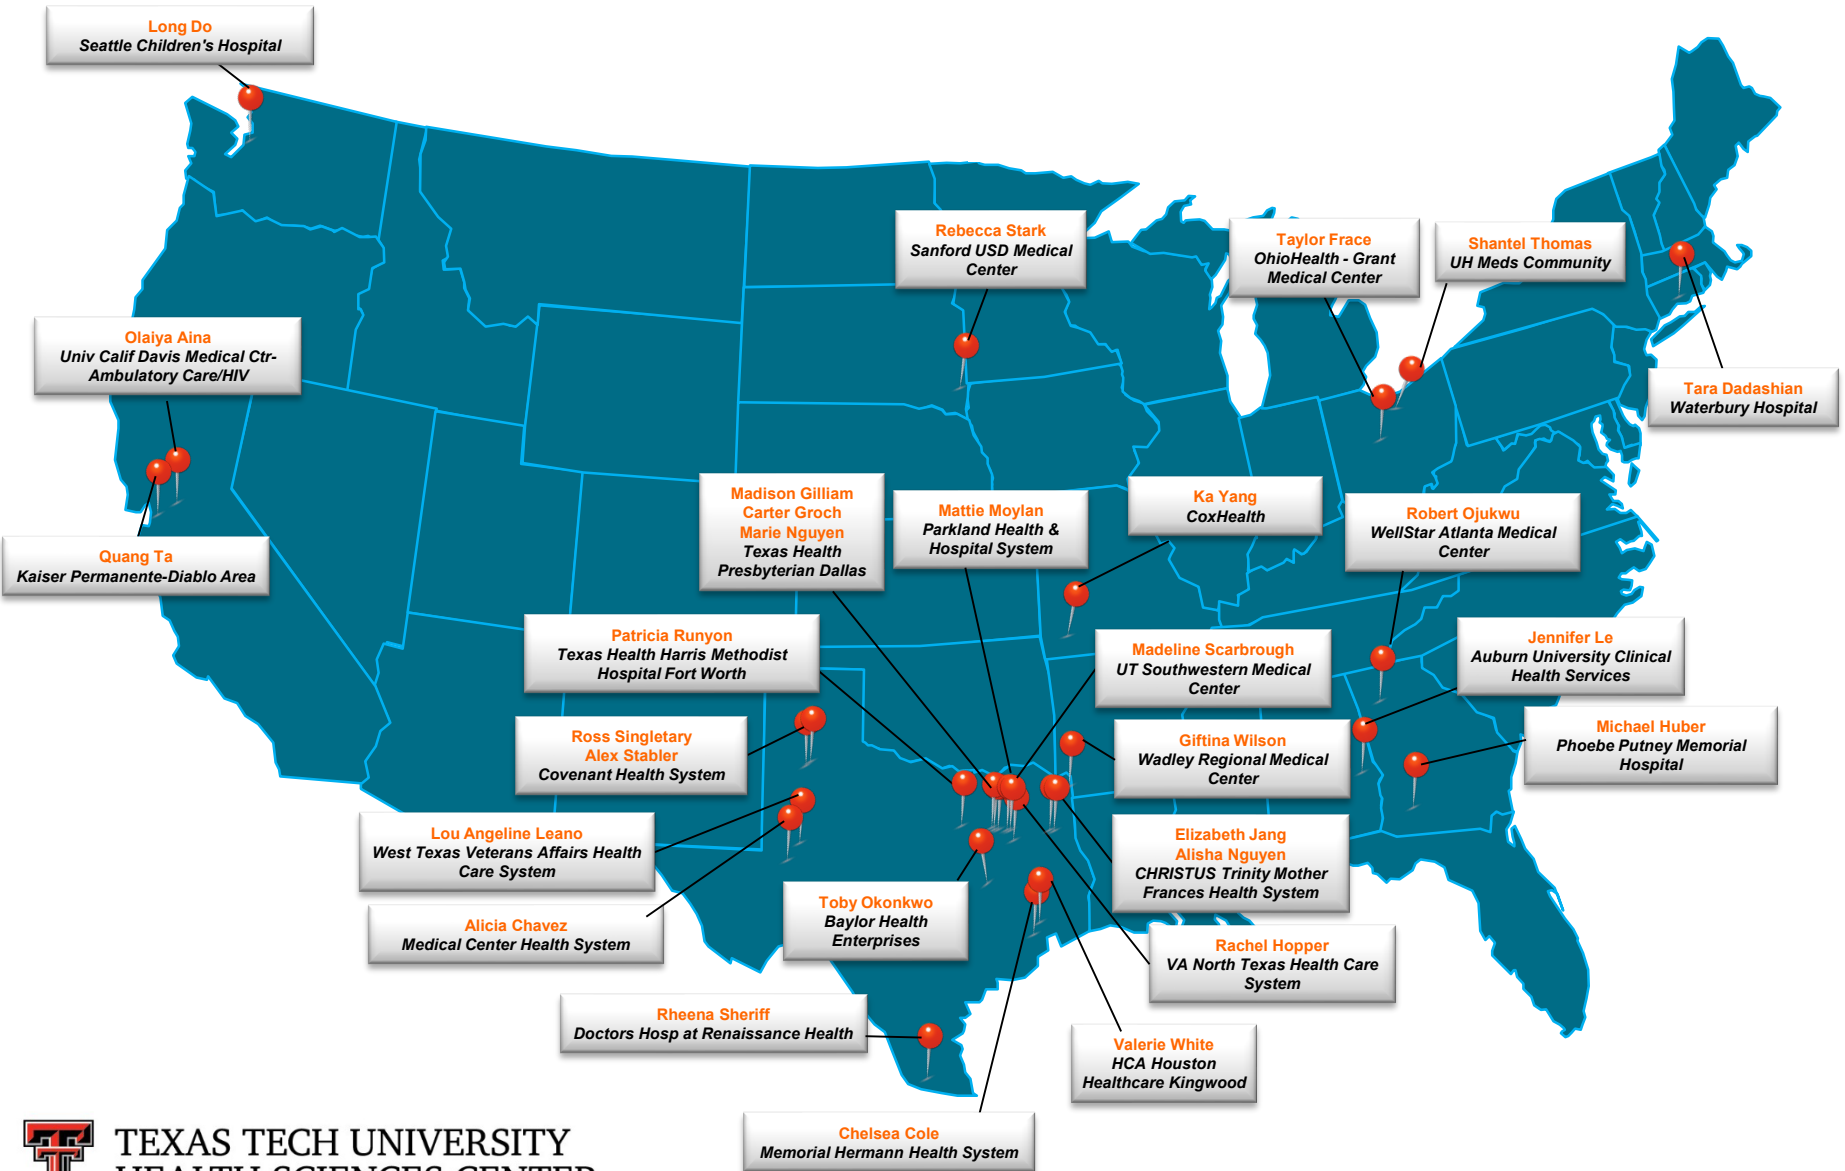 Long Do
Seattle Children's Hospital
Rebecca Stark
Sanford USD Medical
Center
Taylor Frace
OhioHealth - Grant
Medical Center
Shantel Thomas
UH Meds Community
Olaiya Aina
Univ Calif Davis Medical Ctr-
Ambulatory Care/HIV
Tara Dadashian
Waterbury Hospital
Quang Ta
Kaiser Permanente-Diablo Area
Madison Gilliam
Carter Groch
Marie Nguyen
Texas Health
Presbyterian Dallas
Mattie Moylan
Parkland Health &
Hospital System
Ka Yang
CoxHealth
Robert Ojukwu
WellStar Atlanta Medical
Center
Patricia Runyon
Texas Health Harris Methodist
Hospital Fort Worth
Madeline Scarbrough
UT Southwestern Medical
Center
Jennifer Le
Auburn University Clinical
Health Services
Ross Singletary
Alex Stabler
Covenant Health System
Giftina Wilson
Wadley Regional Medical
Center
Michael Huber
Phoebe Putney Memorial
Hospital
Lou Angeline Leano
West Texas Veterans Affairs Health
Care System
Elizabeth Jang
Alisha Nguyen
CHRISTUS Trinity Mother
Frances Health System
Alicia Chavez
Medical Center Health System
Toby Okonkwo
Baylor Health
Enterprises
Rachel Hopper
VA North Texas Health Care
System
Rheena Sheriff
Doctors Hosp at Renaissance Health
Valerie White
HCA Houston
Healthcare Kingwood
Chelsea Cole
Memorial Hermann Health System
TEXAS TECH UNIVERSITY
HEALTH SCIENCES CENTER